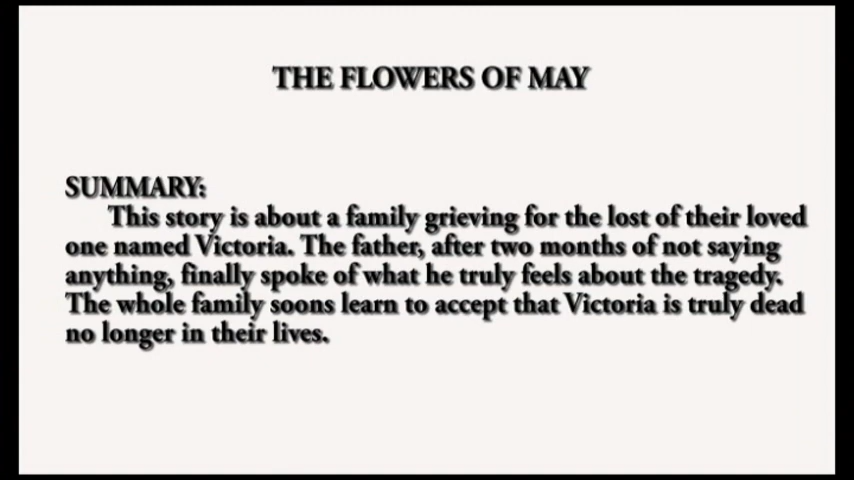 THE FLOWERS OF MAY
SUMMARY:
This story is about a family grieving for the lost of their loved
one named Victoria. The father, after two months of not saying
anything, finally spoke of what he truly feels about the tragedy.
The whole family soons learn to accept that Victoria is truly dead
no longer in their lives.